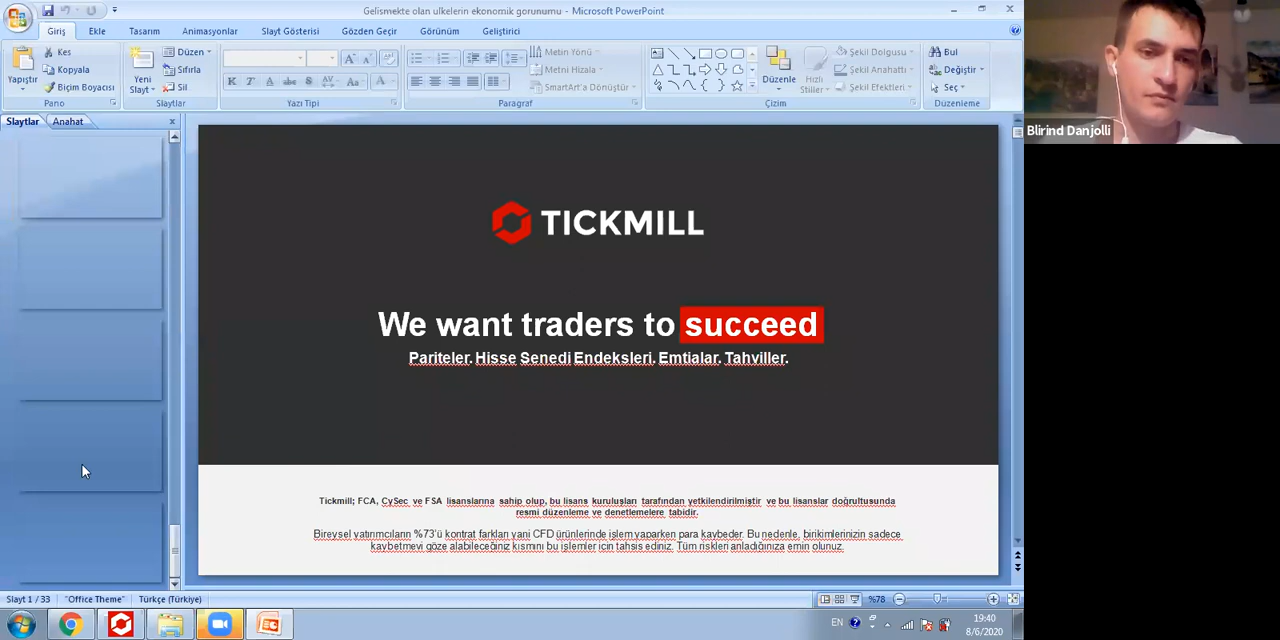 Gelismekte olan ulkelerin ekonomik gorunumu - Microsoft PowerPoint
Giriş Ekle Tasarım Animasyonlar Slayt Gösterisi Gözden Geçir Görünüm Geliştirici
Yapıştır
Kes
Kopyala
Biçim Boyacısı
Pano
Yeni
Slayt
Düzen
Sıfırla
Sil
Slaytlar
K T A abc S AV Aa A
Yazı Tipi
Metin Yönü
Metni Hizala
SmartArt'a Dönüştür
Paragraf
Düzenle
Hızlı
Stiller
Şekil Dolgusu
Şekil Anahattı
Şekil Efektleri
Çizim
Bul
Değiştir
Seç
Düzenleme
Slaytlar Anahat
Blirind Danjolli
TICKMILL
We want traders to succeed
Pariteler. Hisse Senedi Endeksleri. Emtialar. Tahviller.
Tickmill; FCA, CySec ve FSA lisanslarına sahip olup, bu lisans kuruluşları tarafından yetkilendirilmiştir ve bu lisanslar doğrultusunda
resmi düzenleme ve denetlemelere tabidir.
Bireysel yatırımcıların %73'ü kontrat farkları yani CFD ürünlerinde işlem yaparken para kaybeder. Bu nedenle, birikimlerinizin sadece
kaybetmeyi göze alabileceğiniz kısmını bu işlemler için tahsis ediniz. Tüm riskleri anladığınıza emin olunuz.
Slayt 1 / 33 "Office Theme" Türkçe (Türkiye) %78
EN 19:40
8/6/2020